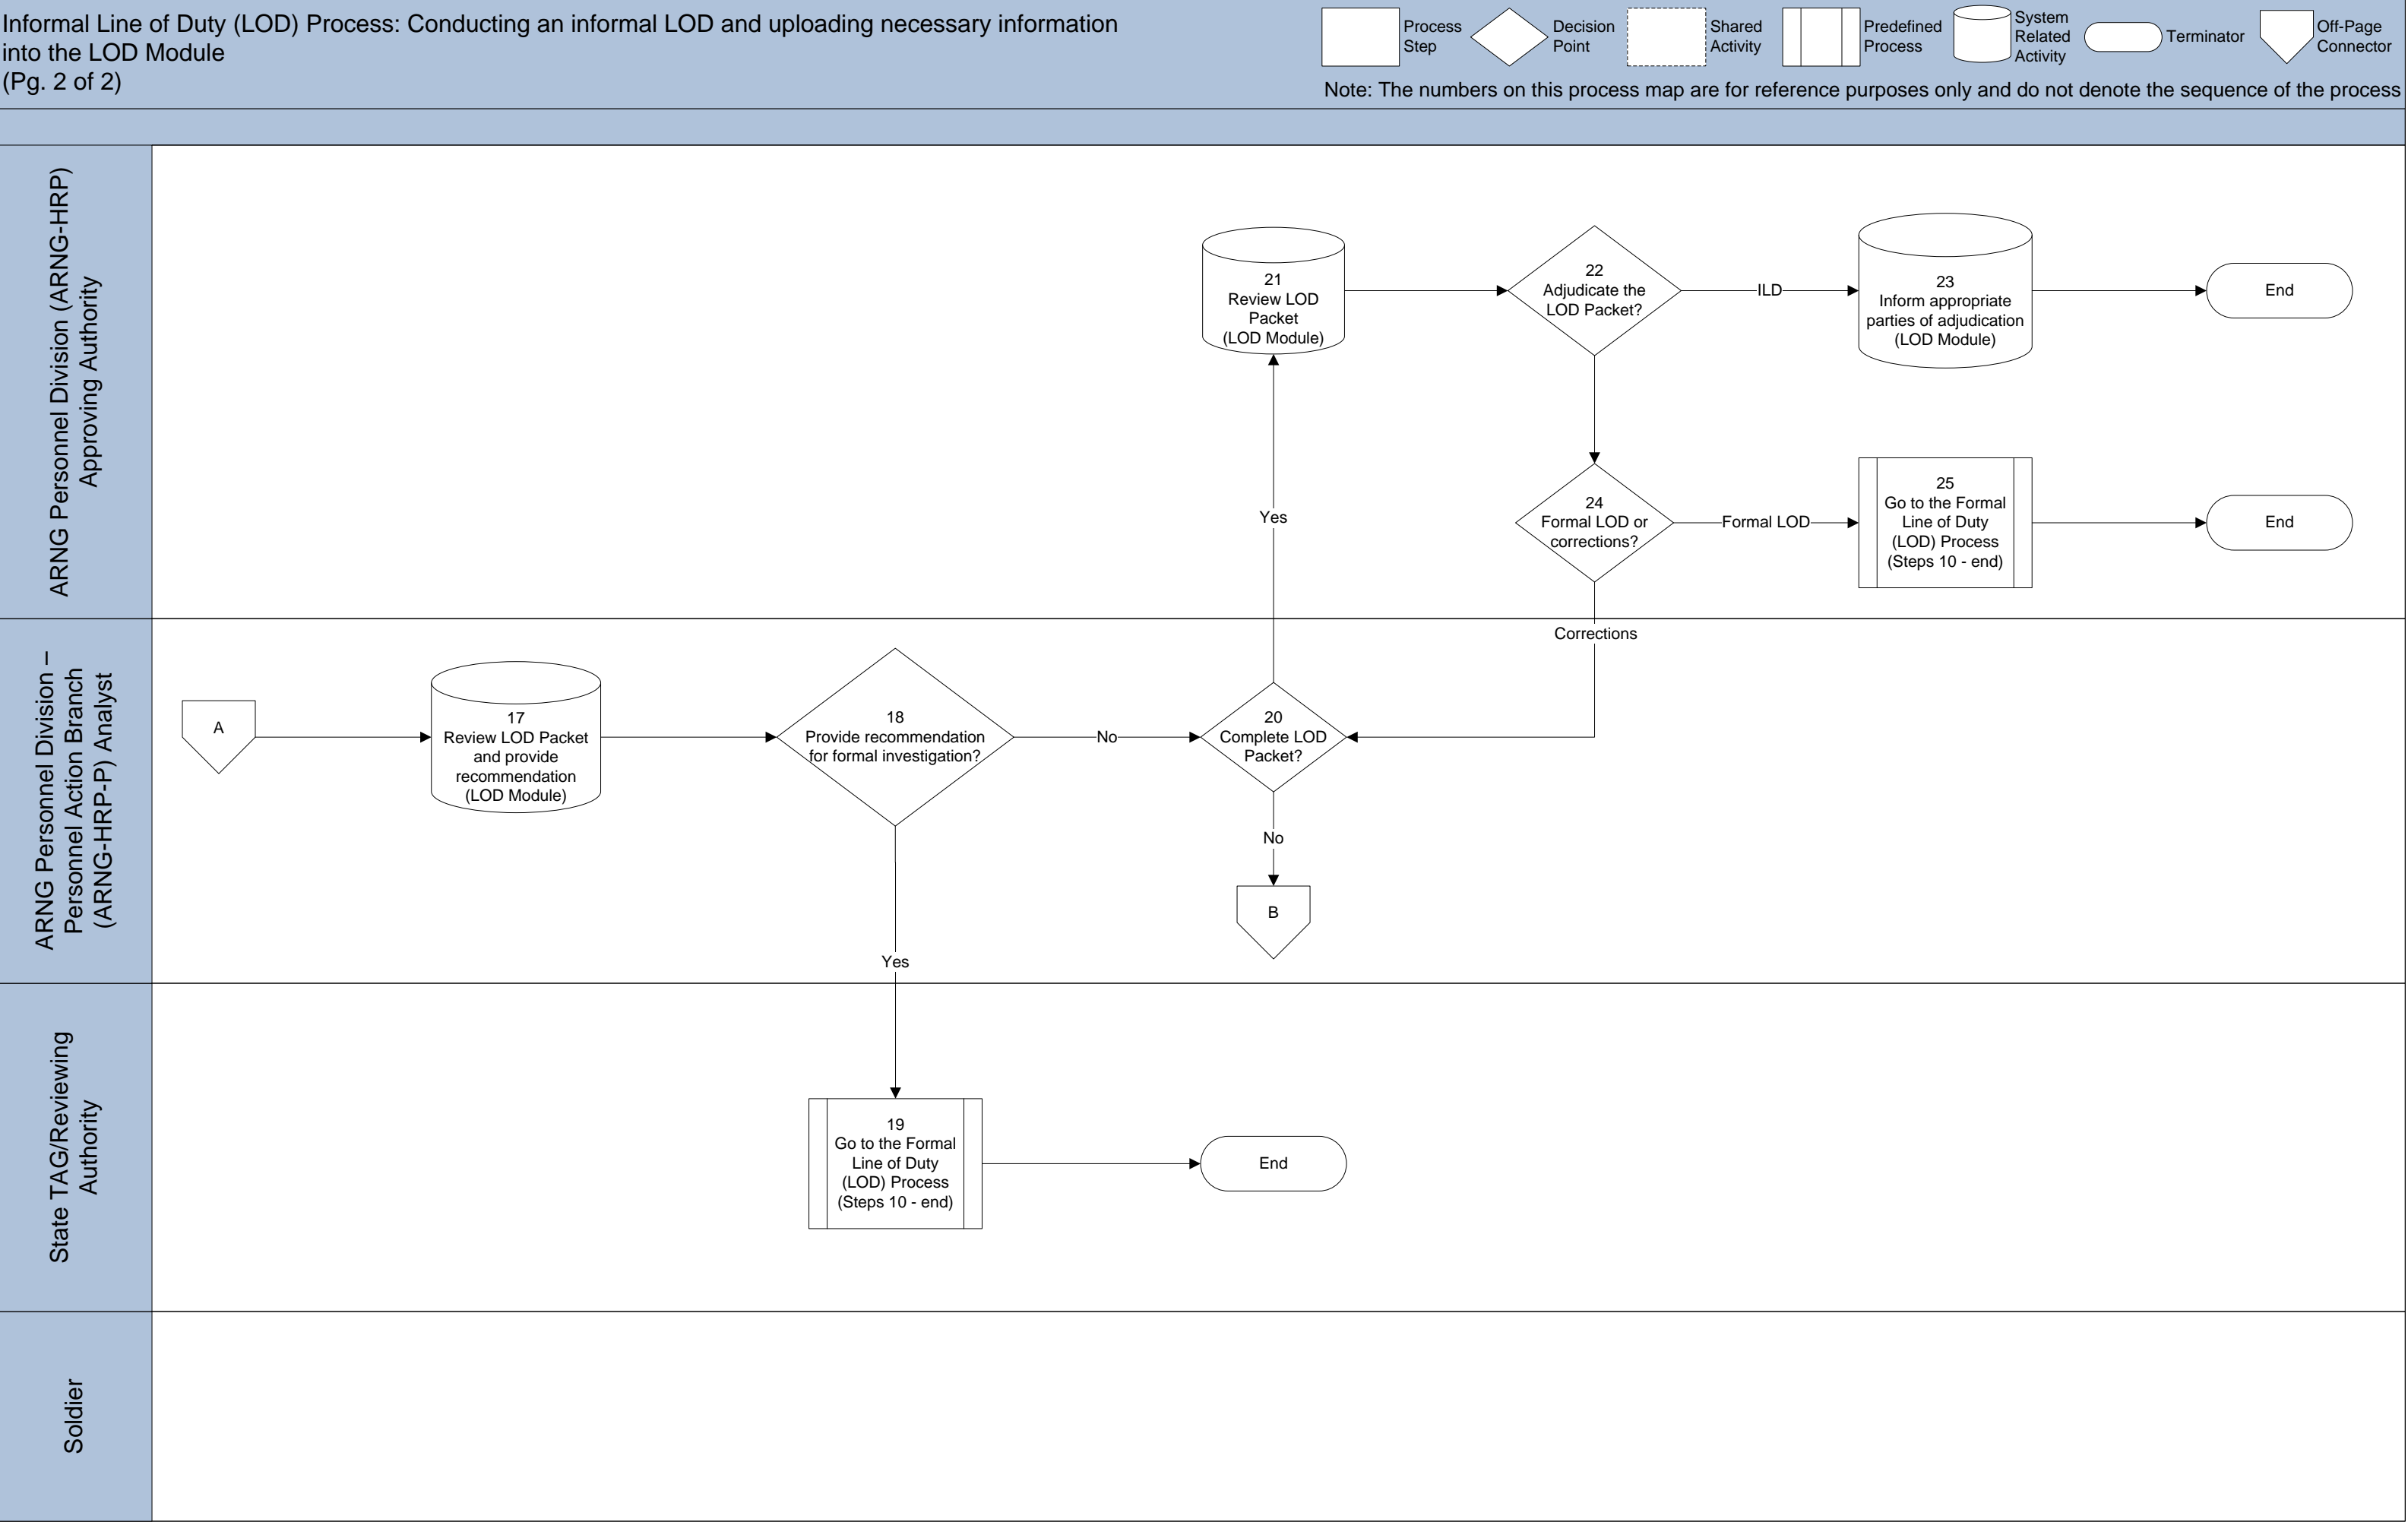 Informal Line of Duty (LOD) Process: Conducting an informal LOD and uploading necessary information
into the LOD Module
(Pg. 2 of 2)
Process
Step
Decision
Point
Shared
Activity
Predefined
Process
System
Related
Activity
Terminator
Off-Page
Connector
Note: The numbers on this process map are for reference purposes only and do not denote the sequence of the process
ARNG Personnel Division (ARNG-HRP)
Approving Authority
21
Review LOD
Packet
(LOD Module)
22
Adjudicate the
LOD Packet?
ILD
23
Inform appropriate
parties of adjudication
(LOD Module)
End
Yes
24
Formal LOD or
corrections?
Formal LOD
25
Go to the Formal
Line of Duty
(LOD) Process
(Steps 10 - end)
End
Corrections
ARNG Personnel Division –
Personnel Action Branch
(ARNG-HRP-P) Analyst
A
17
Review LOD Packet
and provide
recommendation
(LOD Module)
18
Provide recommendation
for formal investigation?
No
20
Complete LOD
Packet?
No
B
Yes
State TAG/Reviewing
Authority
19
Go to the Formal
Line of Duty
(LOD) Process
(Steps 10 - end)
End
Soldier